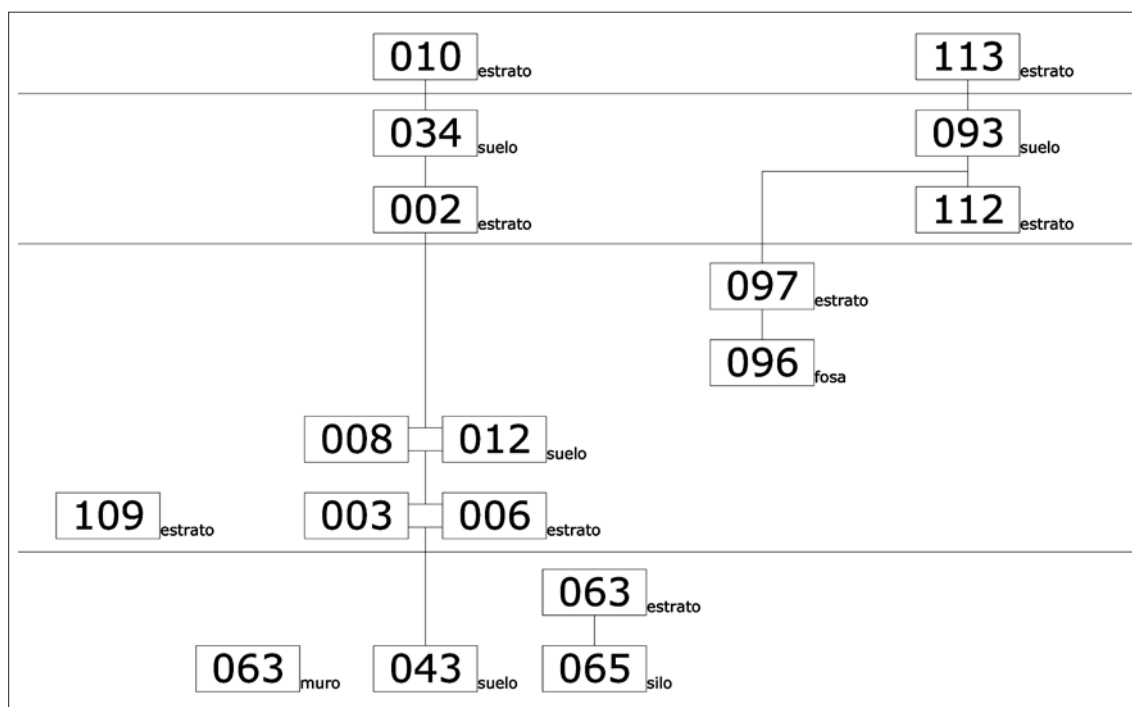 010 estrato 113 estrato
034 suelo 093 suelo
002 estrato 112 estrato
097 estrato
096 fosa
008 012 suelo
109 estrato 003 006 estrato
063 estrato
063 muro 043 suelo 065 silo